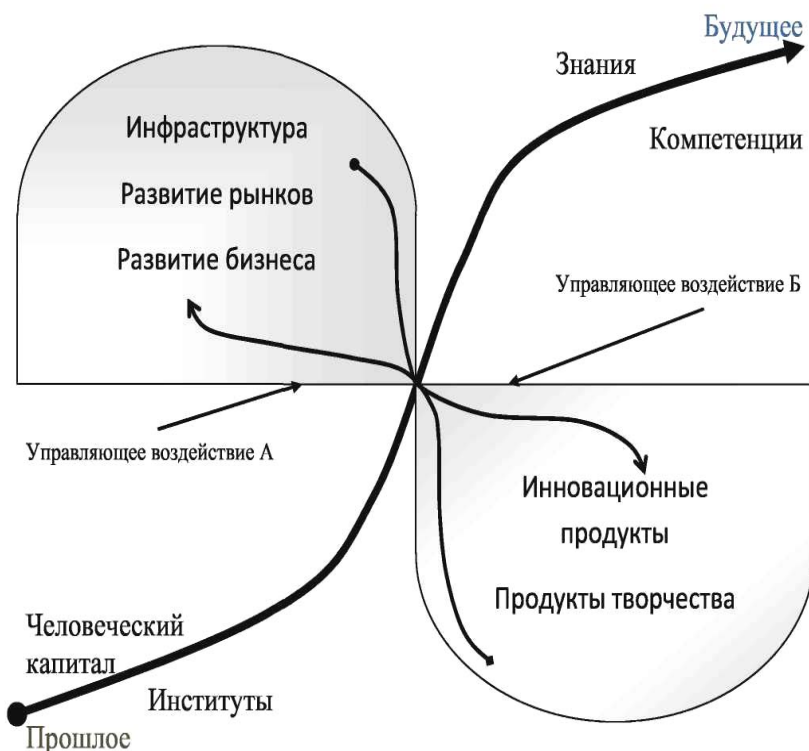 Будущее
Знания
Компетенции
Инфраструктура
Развитие рынков
Развитие бизнеса
Управляющее воздействие Б
Управляющее воздействие А
Инновационные
продукты
Продукты творчества
Человеческий
капитал
Институты
Прошлое